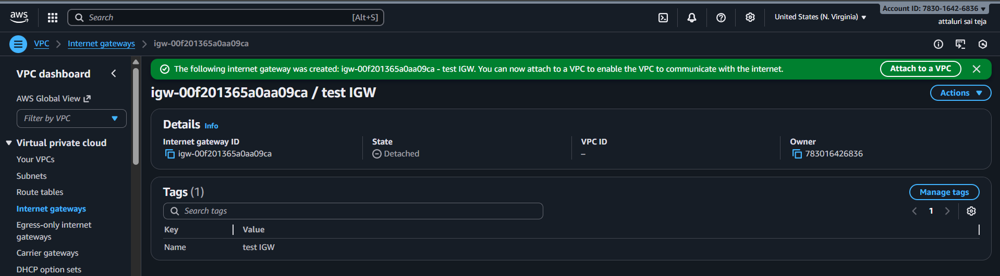 aws
Search
[Alt+S]
United States (N. Virginia)
Account ID: 7830-1642-6836
attaluri sai teja
VPC
Internet gateways
igw-00f201365a0aa09ca
VPC dashboard
AWS Global View
Filter by VPC
Virtual private cloud
Your VPCs
Subnets
Route tables
Internet gateways
Egress-only internet
gateways
Carrier gateways
DHCP option sets
The following internet gateway was created: igw-00f201365a0aa09ca - test IGW. You can now attach to a VPC to enable the VPC to communicate with the internet.
Attach to a VPC
igw-00f201365a0aa09ca / test IGW
Actions
Details Info
Internet gateway ID
igw-00f201365a0aa09ca
State
Detached
VPC ID
–
Owner
783016426836
Tags (1)
Manage tags
Search tags
1
Key Value
Name test IGW